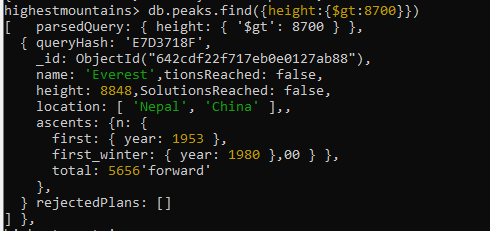 highestmountains> db.peaks.find({height:{$gt:8700}})
[   parsedQuery: { height: { '$gt': 8700 } },
  { queryHash: 'E7D3718F',
    _id: ObjectId("642cdf22f717eb0e0127ab88"),
    name: 'Everest',tionsReached: false,
    height: 8848,SolutionsReached: false,
    location: [ 'Nepal', 'China' ],,
    ascents: {n: {
      first: { year: 1953 },
      first_winter: { year: 1980 },00 } },
      total: 5656'forward'
    },
  } rejectedPlans: []
] },